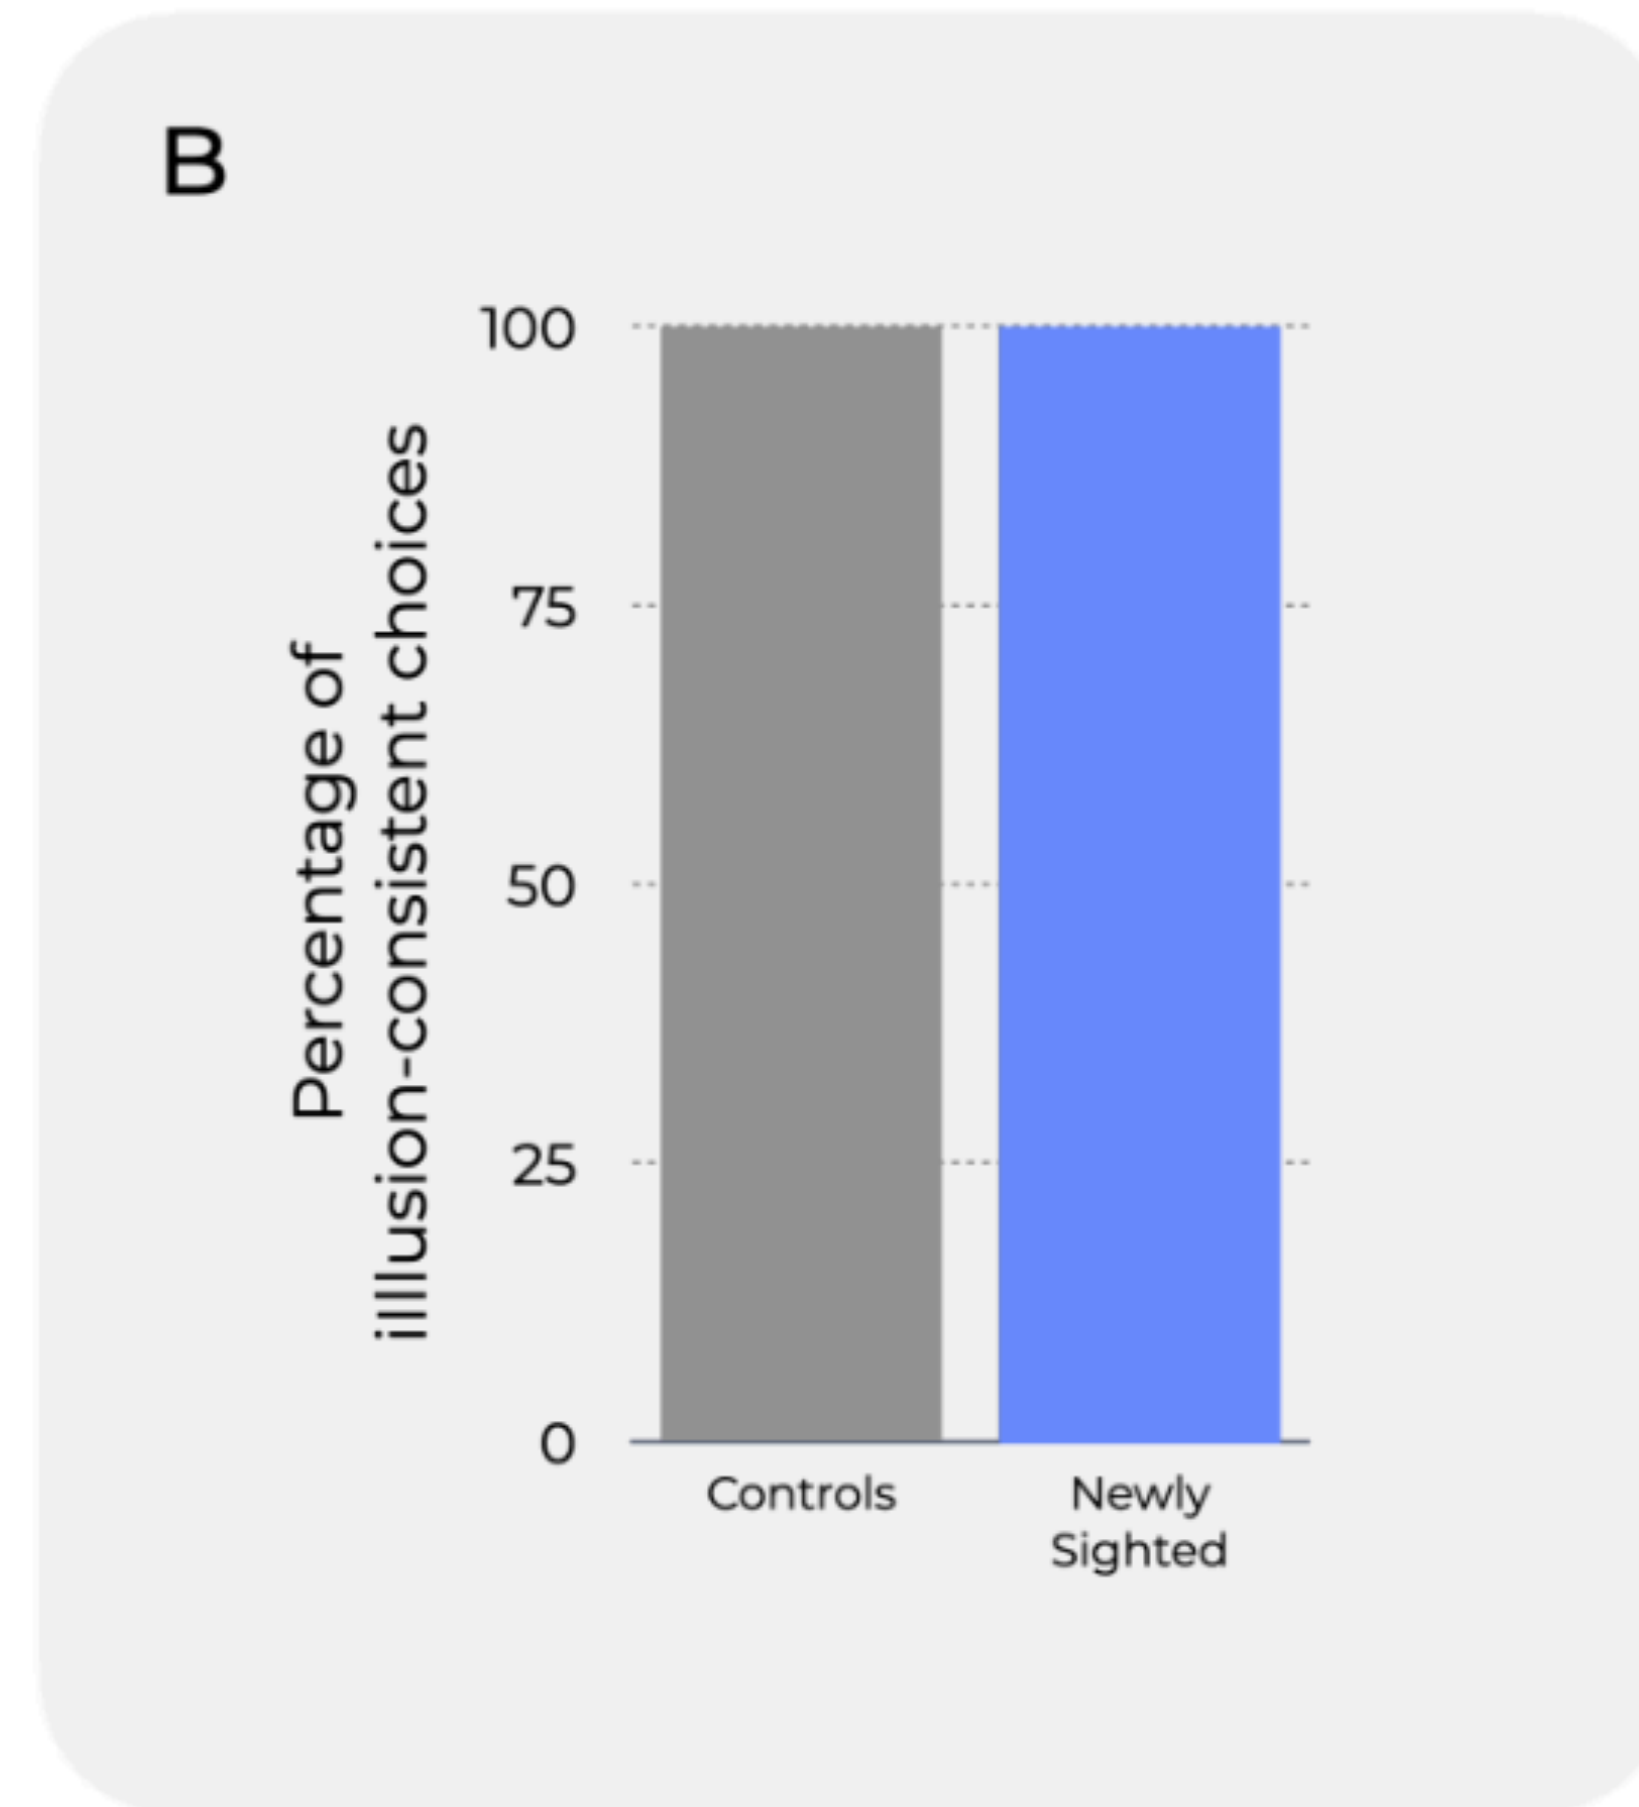 B
Percentage of
illlusion-consistent choices
100
75
50
25
0
Controls
Newly
Sighted